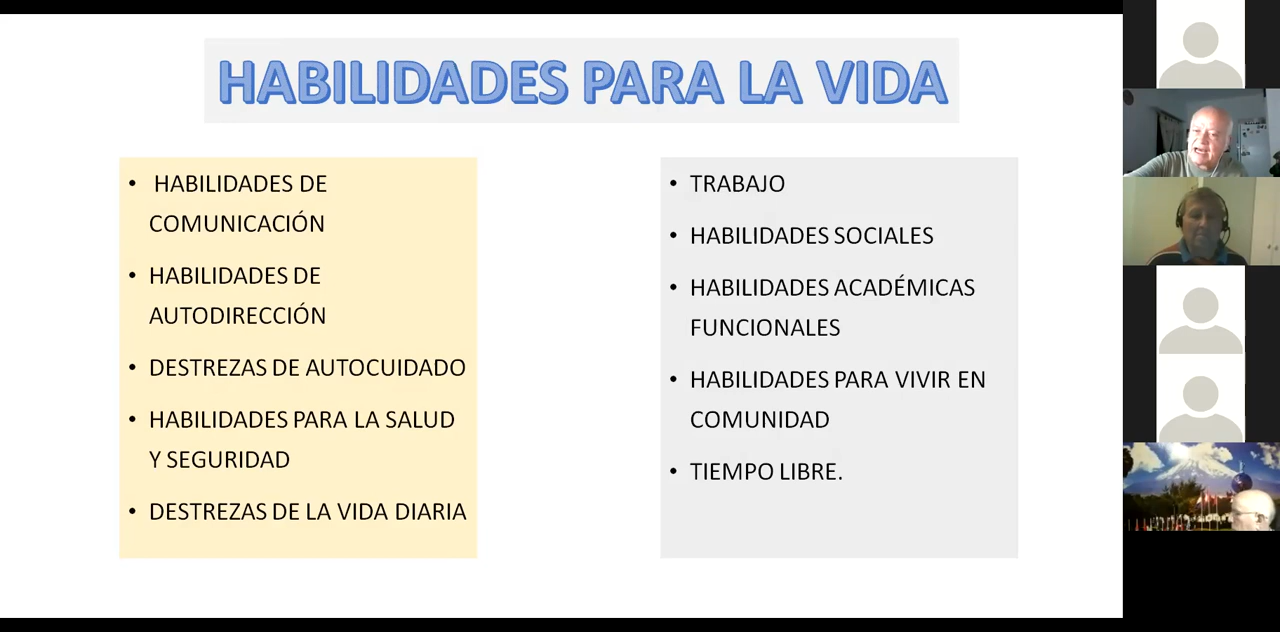 HABILIDADES PARA LA VIDA
• HABILIDADES DE
COMUNICACIÓN
• HABILIDADES DE
AUTODIRECCIÓN
• DESTREZAS DE AUTOCUIDADO
• HABILIDADES PARA LA SALUD
Y SEGURIDAD
• DESTREZAS DE LA VIDA DIARIA
• TRABAJO
• HABILIDADES SOCIALES
• HABILIDADES ACADÉMICAS
FUNCIONALES
• HABILIDADES PARA VIVIR EN
COMUNIDAD
• TIEMPO LIBRE.